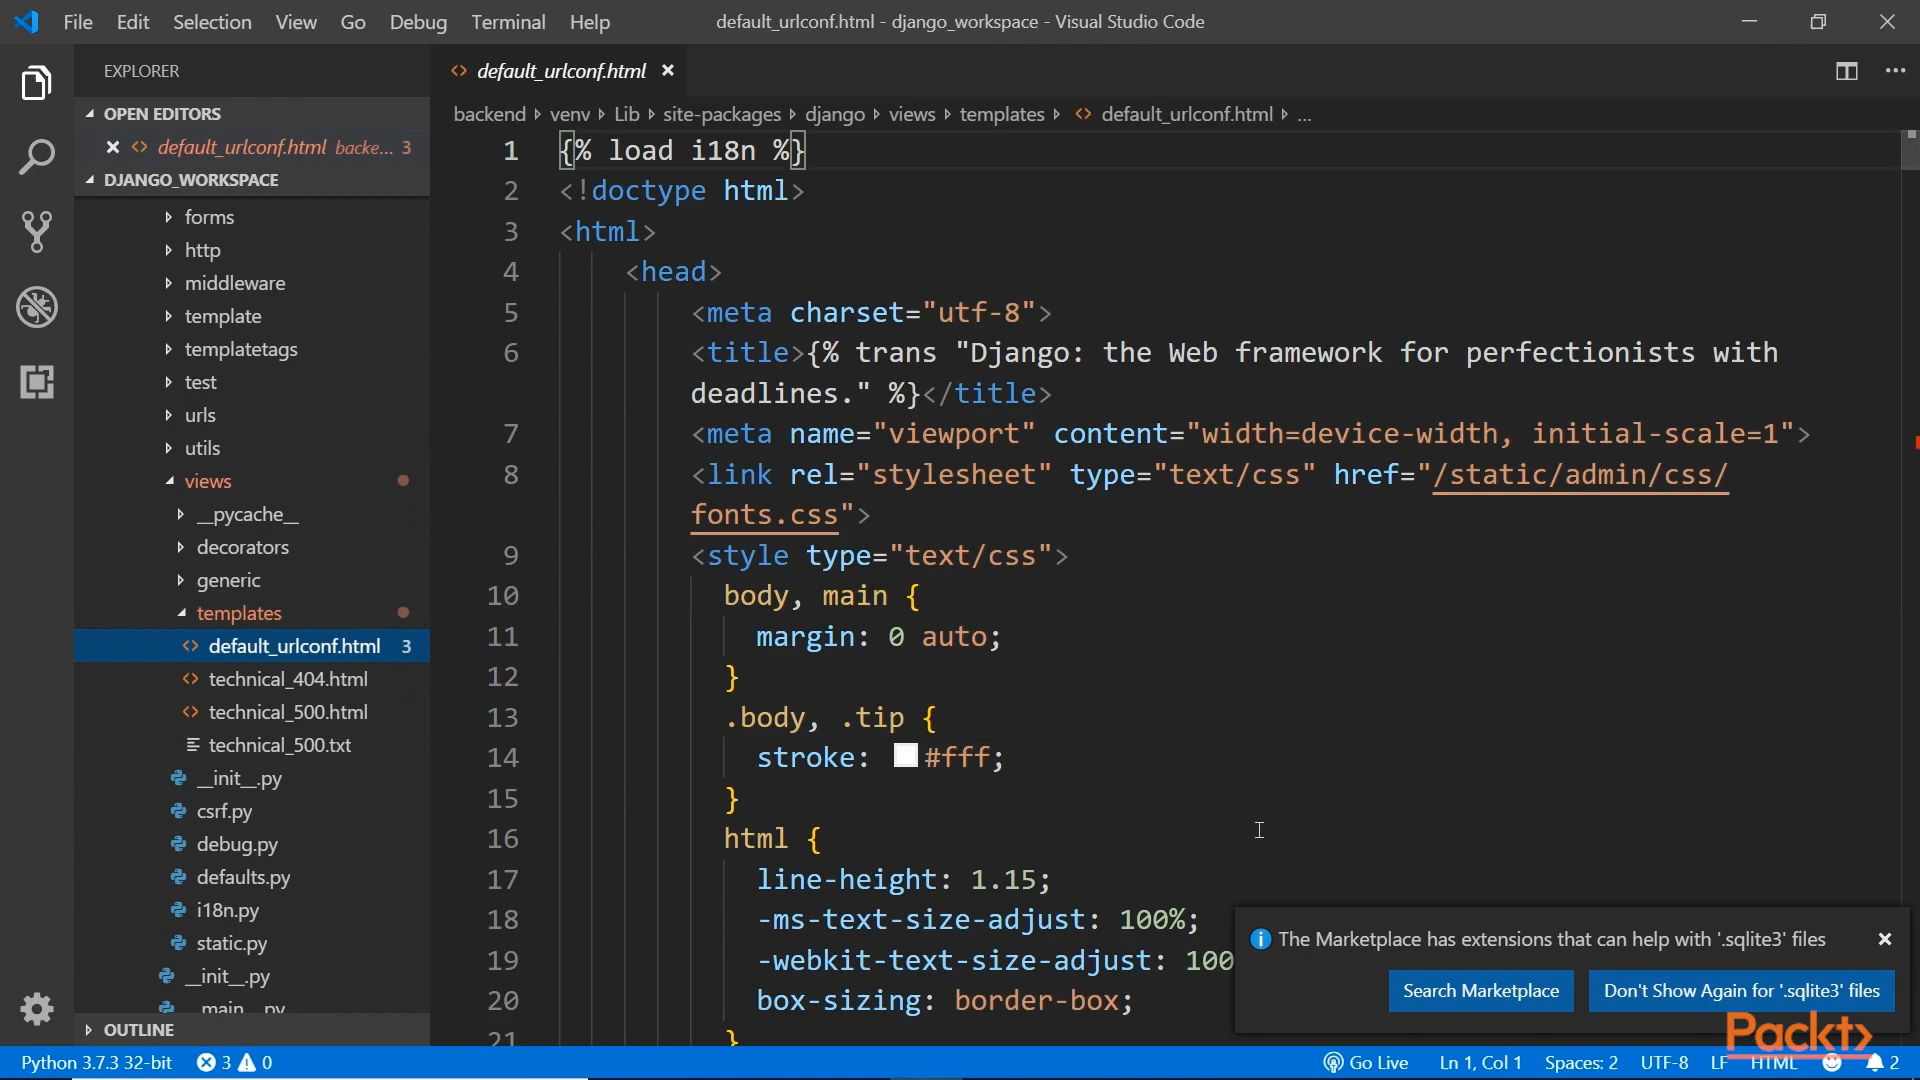 File Edit Selection View Go Debug Terminal Help default_urlconf.html - django_workspace - Visual Studio Code
EXPLORER
OPEN EDITORS
default_urlconf.html backe... 3
DJANGO_WORKSPACE
forms
http
middleware
template
templatetags
test
urls
utils
views
__pycache__
decorators
generic
templates
default_urlconf.html 3
technical_404.html
technical_500.html
technical_500.txt
__init__.py
csrf.py
debug.py
defaults.py
i18n.py
static.py
__init__.py
__main__.py
OUTLINE
default_urlconf.html
backend venv Lib site-packages django views templates default_urlconf.html ...
1 {% load i18n %}
2 <!doctype html>
3 <html>
4 <head>
5 <meta charset="utf-8">
6 <title>{% trans "Django: the Web framework for perfectionists with
deadlines." %}</title>
7 <meta name="viewport" content="width=device-width, initial-scale=1">
8 <link rel="stylesheet" type="text/css" href="/static/admin/css/
fonts.css">
9 <style type="text/css">
10 body, main {
11 margin: 0 auto;
12 }
13 .body, .tip {
14 stroke: #fff;
15 }
16 html {
17 line-height: 1.15;
18 -ms-text-size-adjust: 100%;
19 -webkit-text-size-adjust: 100
20 box-sizing: border-box;
21 }
The Marketplace has extensions that can help with '.sqlite3' files
Search Marketplace Don't Show Again for '.sqlite3' files
Packt>
Python 3.7.3 32-bit 3 0 Go Live Ln 1, Col 1 Spaces: 2 UTF-8 LF HTML 2